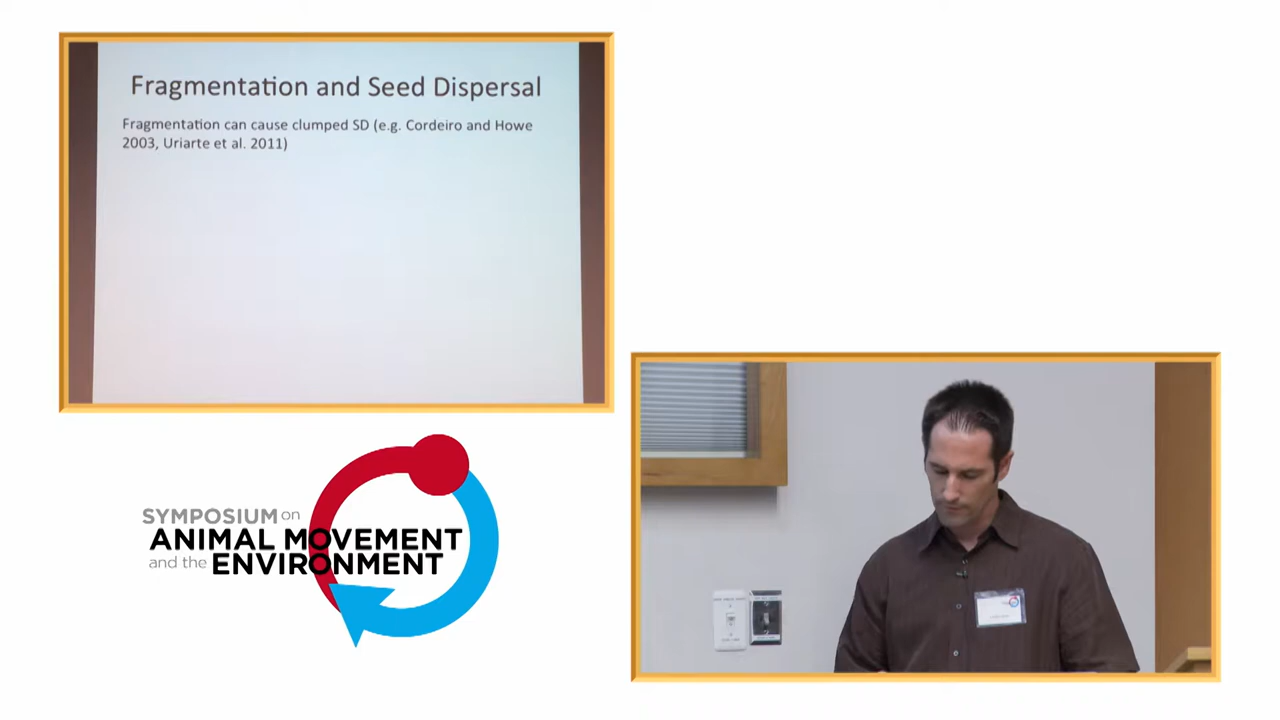 Fragmentation and Seed Dispersal
Fragmentation can cause clumped SD (e.g. Cordeiro and Howe
2003, Uriarte et al. 2011)
SYMPOSIUM on
ANIMAL MOVEMENT
and the ENVIRONMENT